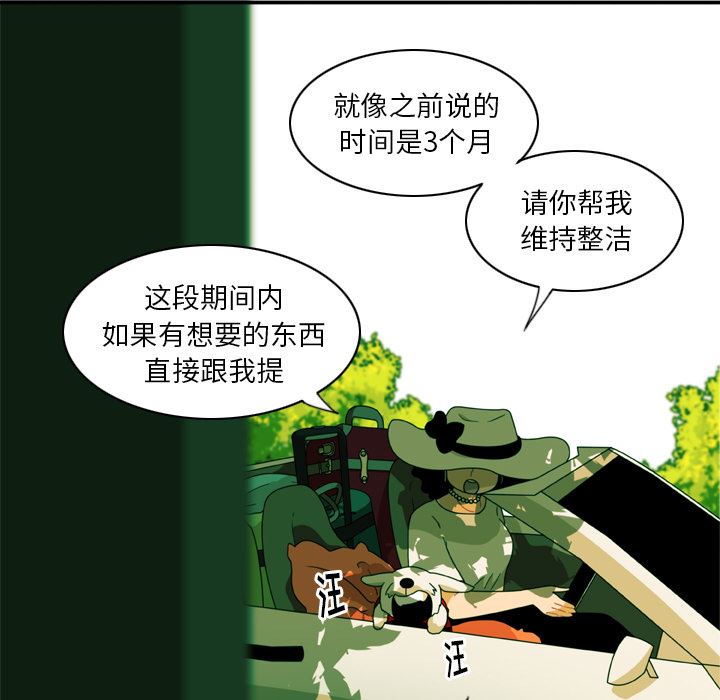 就像之前说的
时间是3个月
请你帮我
维持整洁
这段期间内
如果有想要的东西
直接跟我提
汪
汪